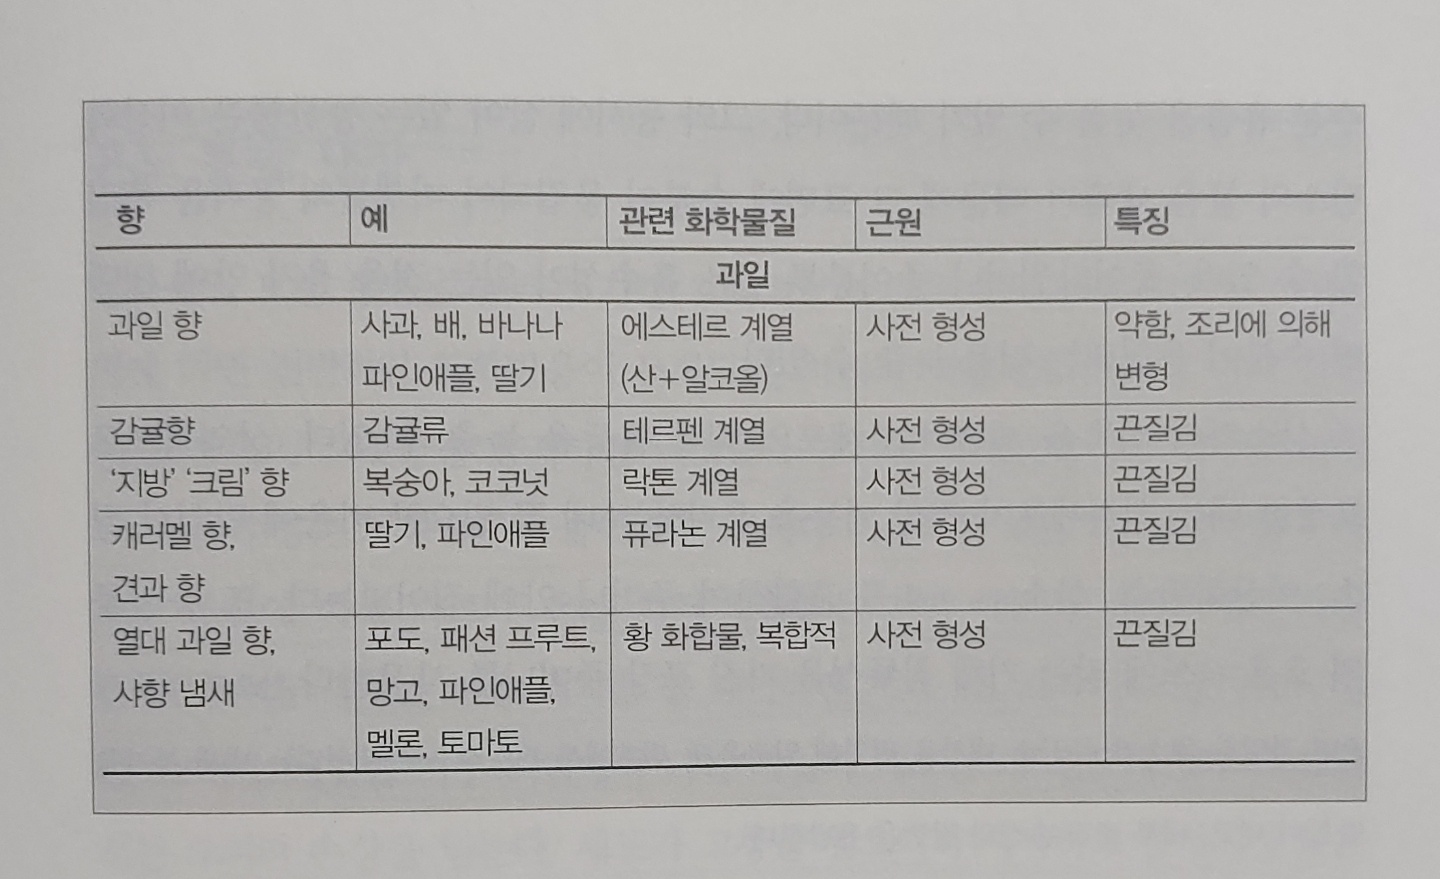 향 예 관련 화학물질 근원 특징
과일
과일 향 사과, 배, 바나나 에스테르 계열 사전 형성 약함, 조리에 의해
파인애플, 딸기 (산+알코올) 변형
감귤향 감귤류 테르펜 계열 사전 형성 끈질김
‘지방’ ‘크림’ 향 복숭아, 코코넛 락톤 계열 사전 형성 끈질김
캐러멜 향, 딸기, 파인애플 퓨라논 계열 사전 형성 끈질김
견과 향
열대 과일 향, 포도, 패션 프루트, 황 화합물, 복합적 사전 형성 끈질김
샤향 냄새 망고, 파인애플,
멜론, 토마토